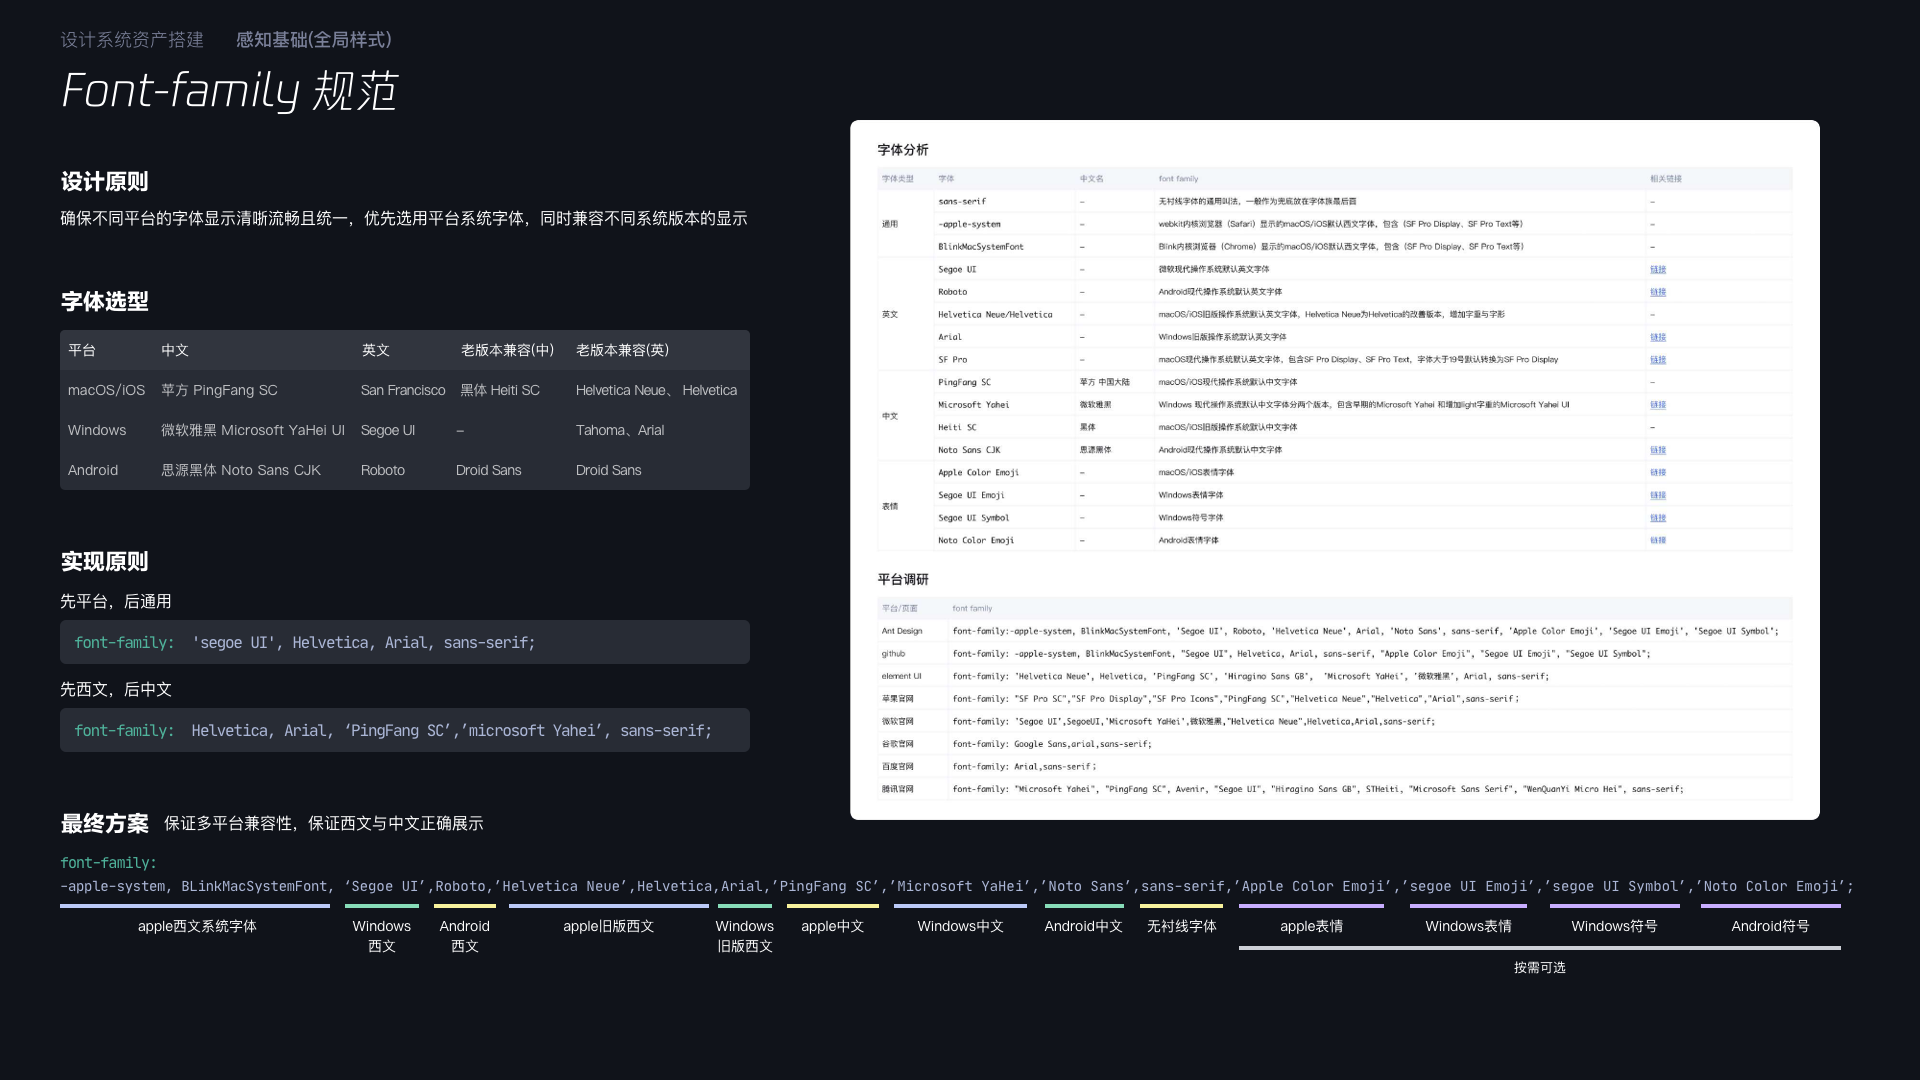 设计系统资产搭建 感知基础(全局样式)
Font-family 规范
设计原则
确保不同平台的字体显示清晰流畅且统一，优先选用平台系统字体，同时兼容不同系统版本的显示
字体选型
平台 中文 英文 老版本兼容(中) 老版本兼容(英)
macOS/iOS 苹方 PingFang SC San Francisco 黑体 Heiti SC Helvetica Neue、Helvetica
Windows 微软雅黑 Microsoft YaHei UI Segoe UI – Tahoma、Arial
Android 思源黑体 Noto Sans CJK Roboto Droid Sans Droid Sans
实现原则
先平台，后通用
font-family: 'segoe UI', Helvetica, Arial, sans-serif;
先西文，后中文
font-family: Helvetica, Arial, ‘PingFang SC’,’microsoft Yahei’, sans-serif;
字体分析
字体类型 字体 中文名 font family 相关链接
通用
sans-serif – 无衬线字体的通用叫法，一般作为兜底放在字体族最后面 –
-apple-system – webkit内核浏览器（Safari）显示的macOS/iOS默认西文字体，包含（SF Pro Display、SF Pro Text等） –
BlinkMacSystemFont – Blink内核浏览器（Chrome）显示的macOS/iOS默认西文字体，包含（SF Pro Display、SF Pro Text等） –
英文
Segoe UI – 微软现代操作系统默认英文字体 链接
Roboto – Android现代操作系统默认英文字体 链接
Helvetica Neue/Helvetica – macOS/iOS旧版操作系统默认英文字体，Helvetica Neue为Helvetica的改善版本，增加字重与字形 –
Arial – Windows旧版操作系统默认英文字体 链接
SF Pro – macOS现代操作系统默认英文字体，包含SF Pro Display、SF Pro Text，字体大于19号默认转换为SF Pro Display 链接
中文
PingFang SC 苹方 中国大陆 macOS/iOS现代操作系统默认中文字体 –
Microsoft Yahei 微软雅黑 Windows 现代操作系统默认中文字体分两个版本，包含早期的Microsoft Yahei 和增加light字重的Microsoft Yahei UI 链接
Heiti SC 黑体 macOS/iOS旧版操作系统默认中文字体 –
Noto Sans CJK 思源黑体 Android现代操作系统默认中文字体 链接
表情
Apple Color Emoji – macOS/iOS表情字体 链接
Segoe UI Emoji – Windows表情字体 链接
Segoe UI Symbol – Windows符号字体 链接
Noto Color Emoji – Android表情字体 链接
平台调研
平台/页面 font family
Ant Design font-family:-apple-system, BlinkMacSystemFont, 'Segoe UI', Roboto, 'Helvetica Neue', Arial, 'Noto Sans', sans-serif, 'Apple Color Emoji', 'Segoe UI Emoji', 'Segoe UI Symbol';
github font-family: -apple-system, BlinkMacSystemFont, "Segoe UI", Helvetica, Arial, sans-serif, "Apple Color Emoji", "Segoe UI Emoji", "Segoe UI Symbol";
element UI font-family: 'Helvetica Neue', Helvetica, 'PingFang SC', 'Hiragino Sans GB', 'Microsoft YaHei', '微软雅黑', Arial, sans-serif;
苹果官网 font-family: "SF Pro SC","SF Pro Display","SF Pro Icons","PingFang SC","Helvetica Neue","Helvetica","Arial",sans-serif；
微软官网 font-family: 'Segoe UI',SegoeUI,'Microsoft YaHei',微软雅黑,"Helvetica Neue",Helvetica,Arial,sans-serif;
谷歌官网 font-family: Google Sans,arial,sans-serif;
百度官网 font-family: Arial,sans-serif；
腾讯官网 font-family: "Microsoft Yahei", "PingFang SC", Avenir, "Segoe UI", "Hiragino Sans GB", STHeiti, "Microsoft Sans Serif", "WenQuanYi Micro Hei", sans-serif;
最终方案 保证多平台兼容性，保证西文与中文正确展示
font-family:
-apple-system, BLinkMacSystemFont, ‘Segoe UI’,Roboto,’Helvetica Neue’,Helvetica,Arial,’PingFang SC’,’Microsoft YaHei’,’Noto Sans’,sans-serif,’Apple Color Emoji’,’segoe UI Emoji’,’segoe UI Symbol’,’Noto Color Emoji’;
apple西文系统字体 Windows Android apple旧版西文 Windows apple中文 Windows中文 Android中文 无衬线字体 apple表情 Windows表情 Windows符号 Android符号
西文 西文 旧版西文
按需可选